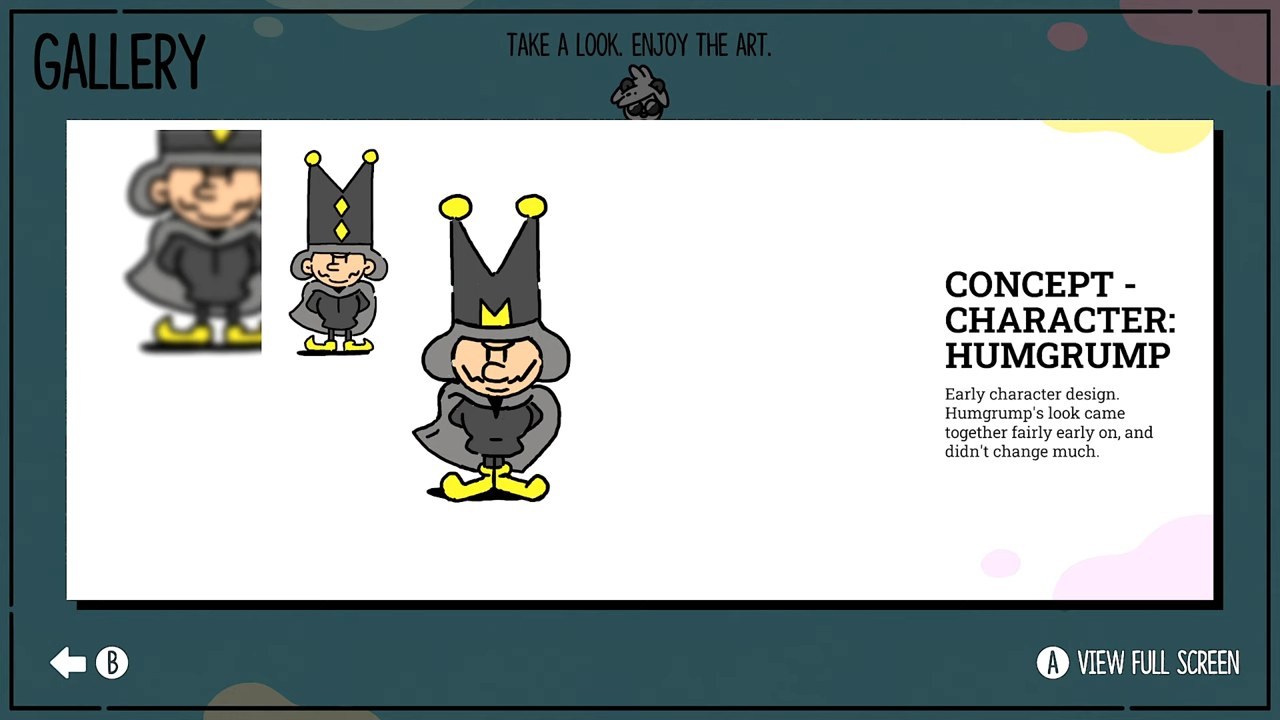 GALLERY
TAKE A LOOK. ENJOY THE ART.
CONCEPT -
CHARACTER:
HUMGRUMP
Early character design.
Humgrump's look came
together fairly early on, and
didn't change much.
B
A VIEW FULL SCREEN